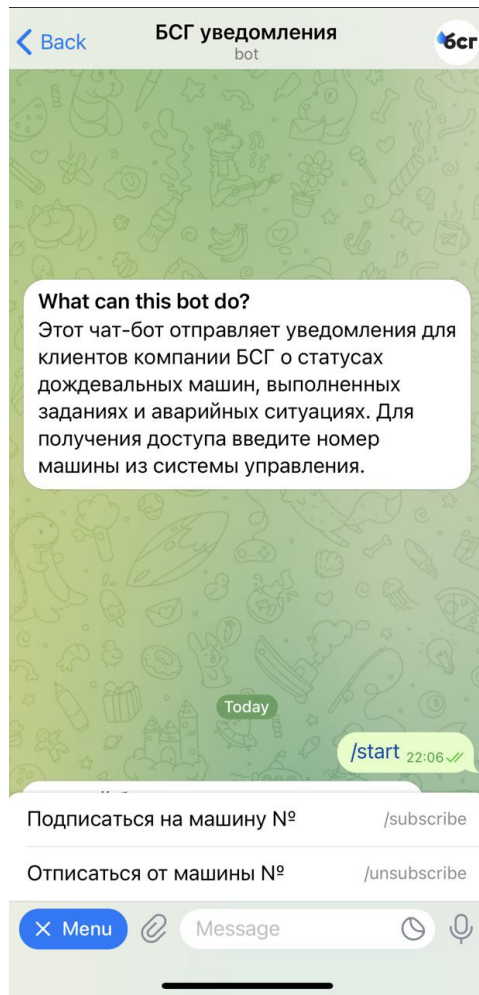 Back
БСГ уведомления
bot
бсг
What can this bot do?
Этот чат-бот отправляет уведомления для
клиентов компании БСГ о статусах
дождевальных машин, выполненных
заданиях и аварийных ситуациях. Для
получения доступа введите номер
машины из системы управления.
Today
/start 22:06
Подписаться на машину № /subscribe
Отписаться от машины № /unsubscribe
Menu Message